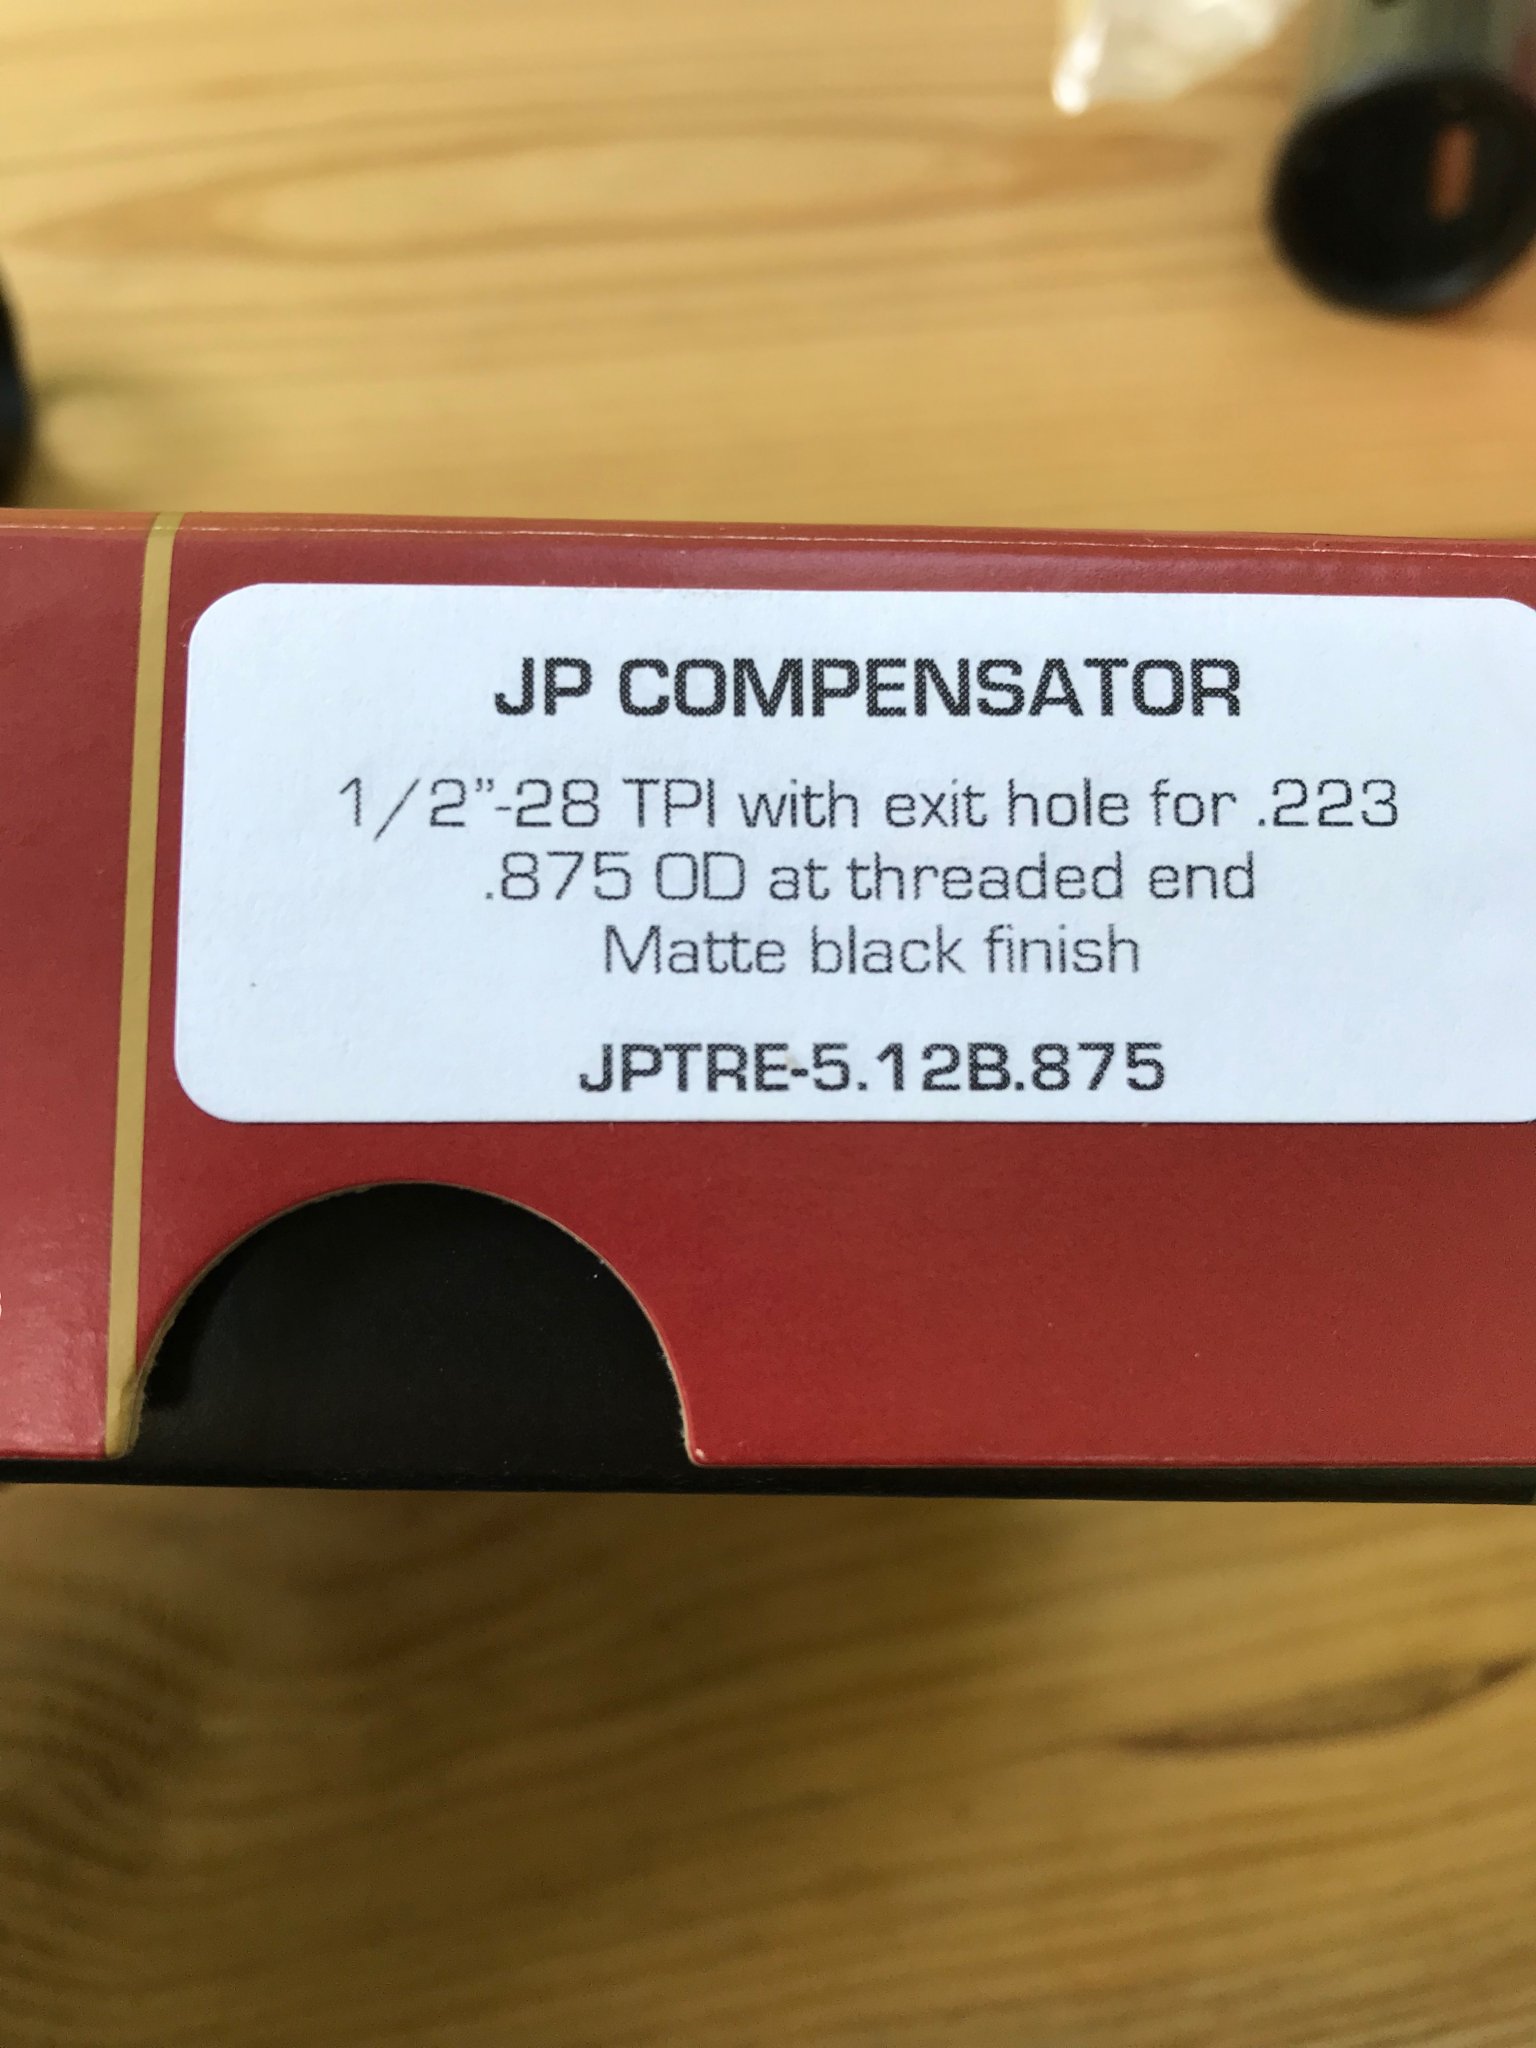 JP COMPENSATOR
1/2”-28 TPI with exit hole for .223
.875 OD at threaded end
Matte black finish
JPTRE-5.12B.875